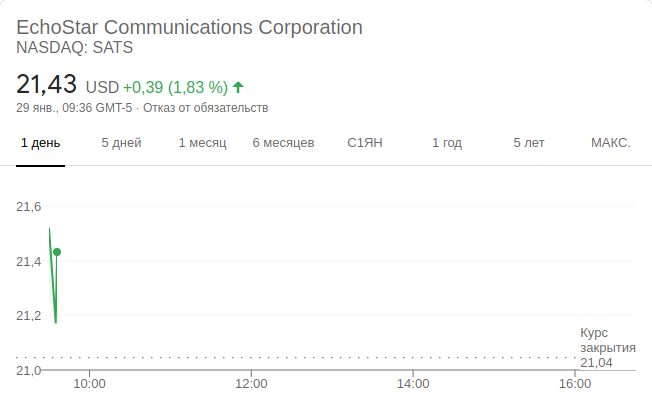 EchoStar Communications Corporation
NASDAQ: SATS
21,43 USD +0,39 (1,83 %)
29 янв., 09:36 GMT-5 · Отказ от обязательств
1 день 5 дней 1 месяц 6 месяцев С1ЯН 1 год 5 лет МАКС.
21,6
21,4
21,2
Курс
закрытия
21,04
21,0
10:00 12:00 14:00 16:00